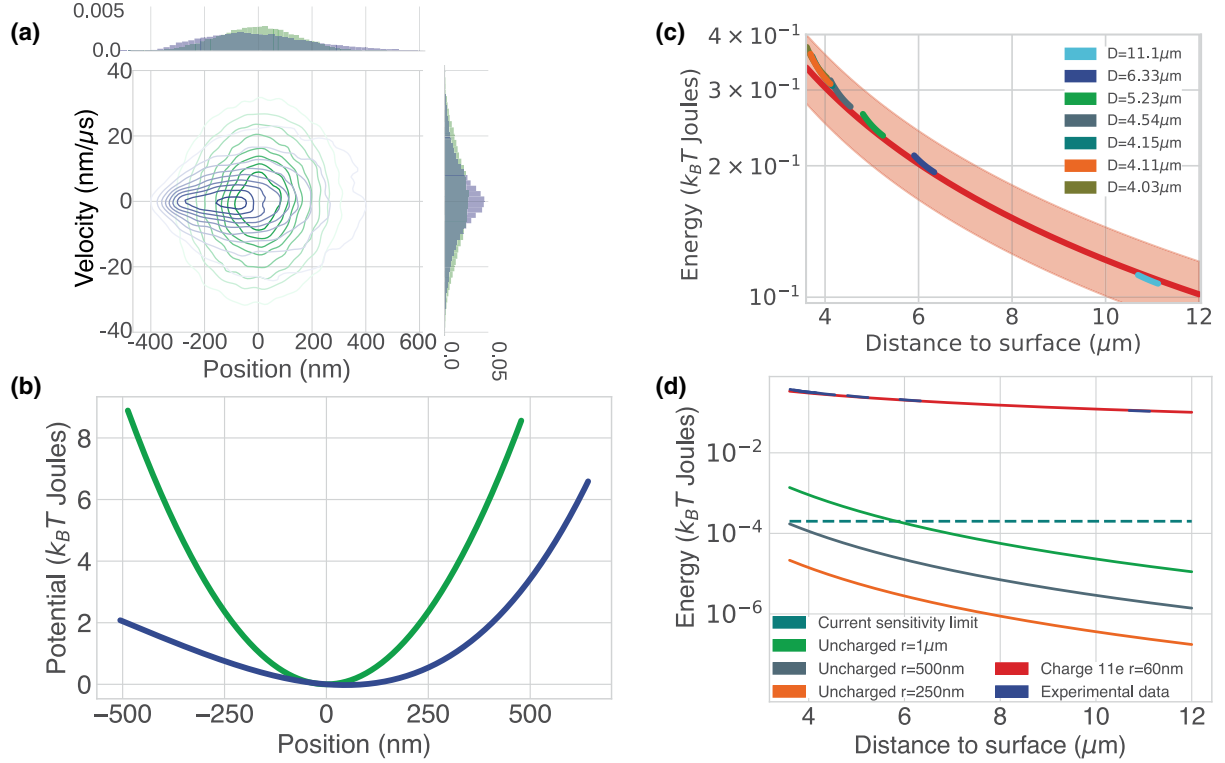 (a)
0.005
0.0
40
20
0
-20
-40
Velocity (nm/µs)
-400 -200 0 200 400 600
Position (nm)
0.0
0.05
(b)
8
6
4
2
0
Potential (k_BT Joules)
−500 −250 0 250 500
Position (nm)
(c)
4 × 10⁻¹
3 × 10⁻¹
2 × 10⁻¹
10⁻¹
Energy (k_BT Joules)
D=11.1µm
D=6.33µm
D=5.23µm
D=4.54µm
D=4.15µm
D=4.11µm
D=4.03µm
4 6 8 10 12
Distance to surface (µm)
(d)
10⁻²
10⁻⁴
10⁻⁶
Energy (k_BT Joules)
Current sensitivity limit
Uncharged r=1µm
Uncharged r=500nm
Uncharged r=250nm
Charge 11e r=60nm
Experimental data
4 6 8 10 12
Distance to surface (µm)